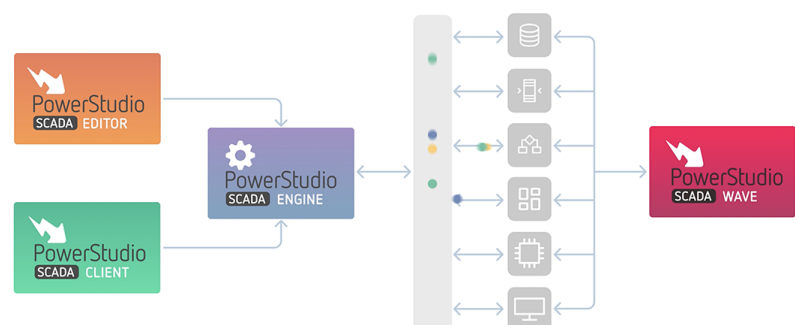 PowerStudio
SCADA EDITOR
PowerStudio
SCADA ENGINE
PowerStudio
SCADA CLIENT
PowerStudio
SCADA WAVE